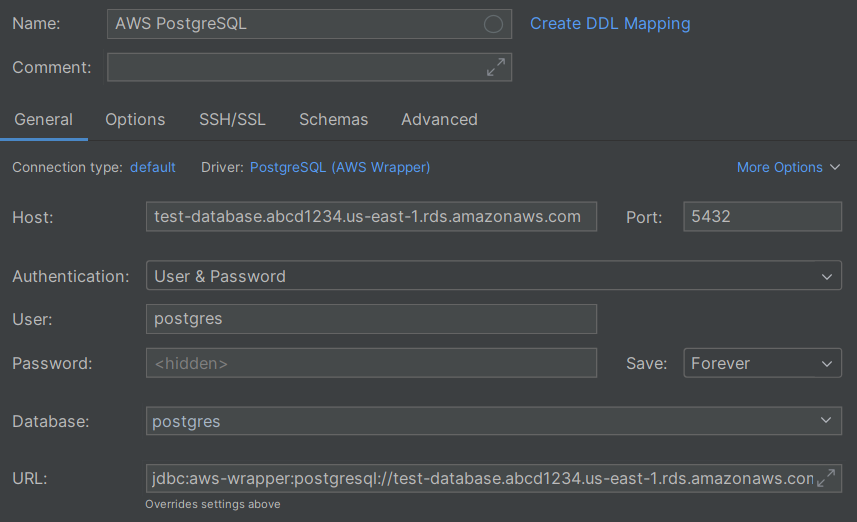 Name: AWS PostgreSQL Create DDL Mapping
Comment:
General Options SSH/SSL Schemas Advanced
Connection type: default Driver: PostgreSQL (AWS Wrapper) More Options
Host: test-database.abcd1234.us-east-1.rds.amazonaws.com Port: 5432
Authentication: User & Password
User: postgres
Password: <hidden> Save: Forever
Database: postgres
URL: jdbc:aws-wrapper:postgresql://test-database.abcd1234.us-east-1.rds.amazonaws.com
Overrides settings above